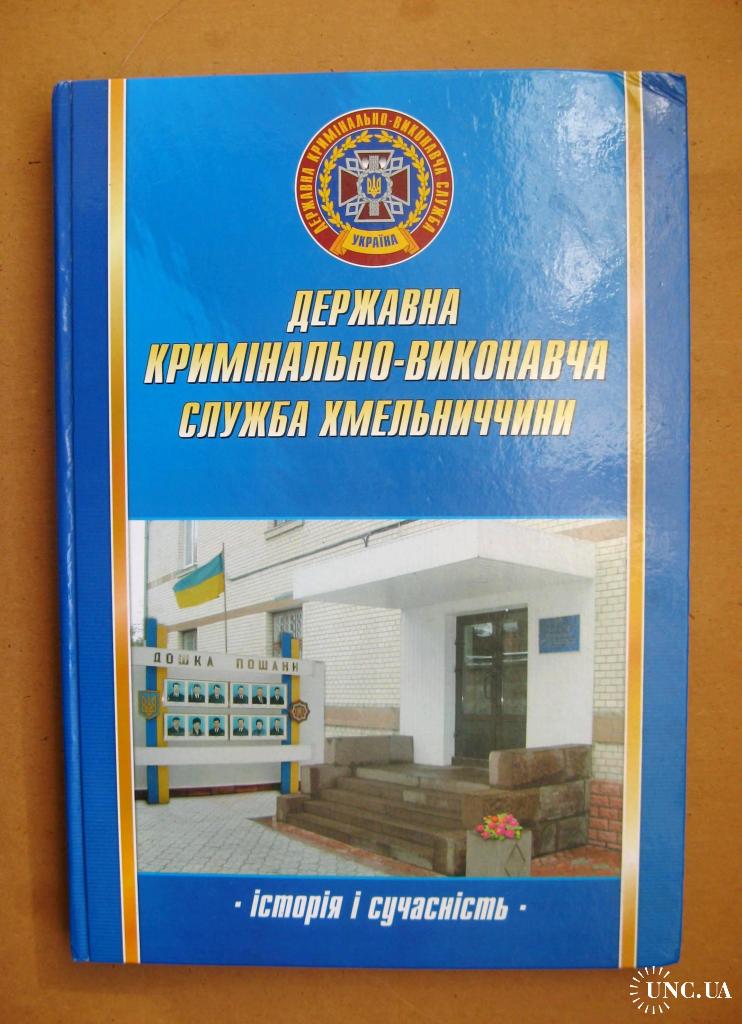 ДЕРЖАВНА КРИМІНАЛЬНО-ВИКОНАВЧА СЛУЖБА
УКРАЇНА
ДЕРЖАВНА
КРИМІНАЛЬНО-ВИКОНАВЧА
СЛУЖБА ХМЕЛЬНИЧЧИНИ
ДОШКА ПОШАНИ
· історія і сучасність ·
UNC.UA